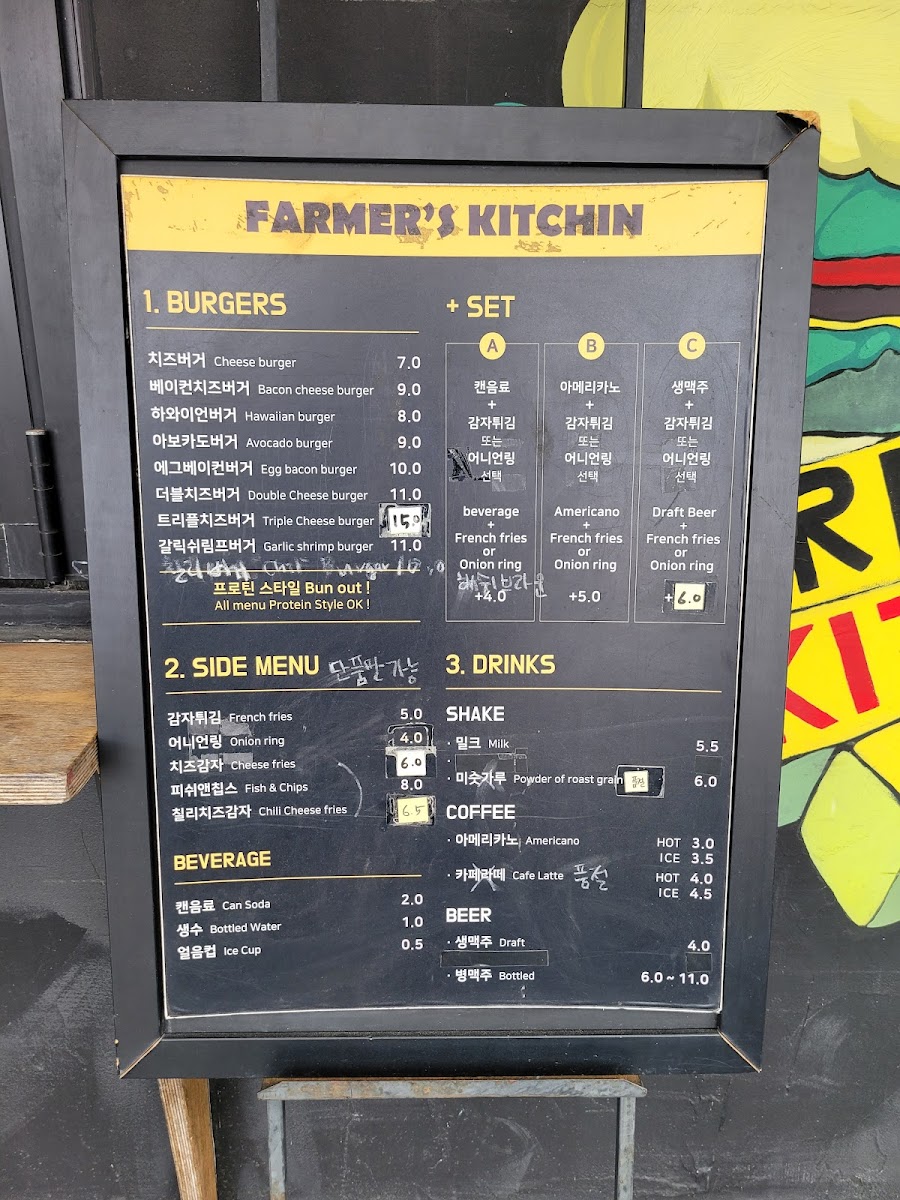 FARMER'S KITCHIN
1. BURGERS
치즈버거 Cheese burger 7.0
베이컨치즈버거 Bacon cheese burger 9.0
하와이언버거 Hawaiian burger 8.0
아보카도버거 Avocado burger 9.0
에그베이컨버거 Egg bacon burger 10.0
더블치즈버거 Double Cheese burger 11.0
트리플치즈버거 Triple Cheese burger 15.0
갈릭쉬림프버거 Garlic shrimp burger 11.0
칠리버거 Burger
프로틴 스타일 Bun out !
All menu Protein Style OK !
+ SET
A
캔음료
+
감자튀김
또는
어니언링
선택
beverage
+
French fries
or
Onion ring
해쉬브라운
+4.0
B
아메리카노
+
감자튀김
또는
어니언링
선택
Americano
+
French fries
or
Onion ring
+5.0
C
생맥주
+
감자튀김
또는
어니언링
선택
Draft Beer
+
French fries
or
Onion ring
+6.0
2. SIDE MENU 단품만 가능
감자튀김 French fries 5.0
어니언링 Onion ring 4.0
치즈감자 Cheese fries 6.0
피쉬앤칩스 Fish & Chips 8.0
칠리치즈감자 Chili Cheese fries 6.5
BEVERAGE
캔음료 Can Soda 2.0
생수 Bottled Water 1.0
얼음컵 Ice Cup 0.5
3. DRINKS
SHAKE
· 밀크 Milk 5.5
· 미숫가루 Powder of roast grain 품절 6.0
COFFEE
· 아메리카노 Americano HOT 3.0
ICE 3.5
· 카페라떼 Cafe Latte 품절 HOT 4.0
ICE 4.5
BEER
· 생맥주 Draft 4.0
· 병맥주 Bottled 6.0 ~ 11.0
R
KIT